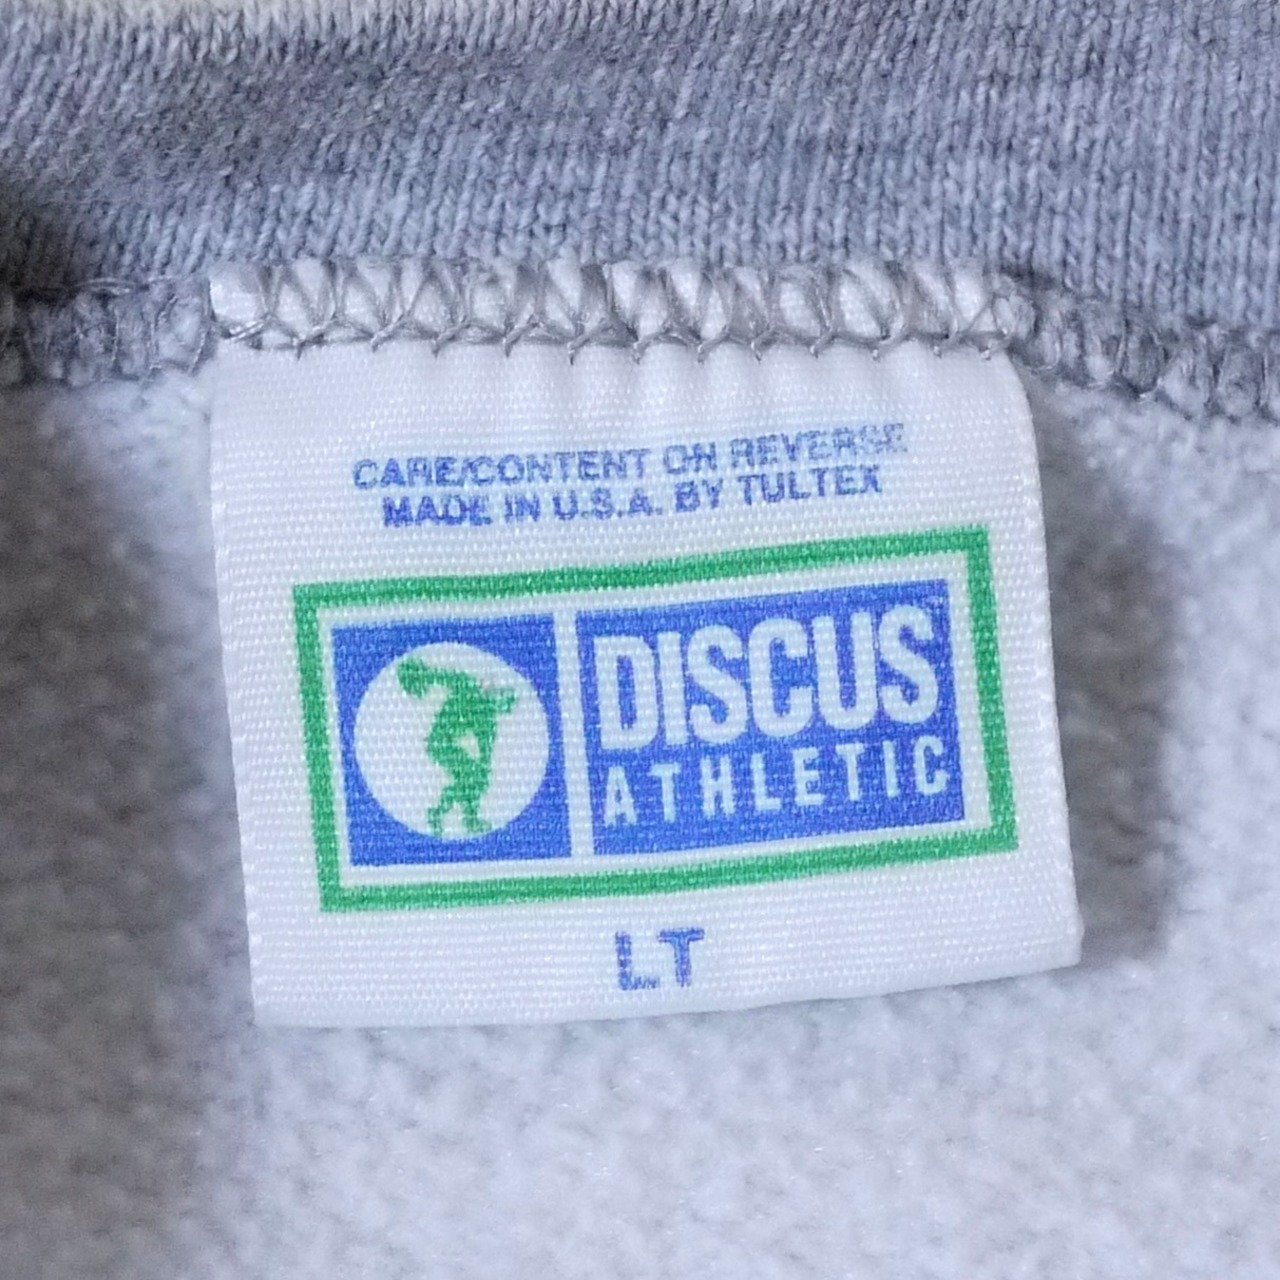 CARE/CONTENT ON REVERSE
MADE IN U.S.A. BY TULTEX
DISCUS
ATHLETIC
LT